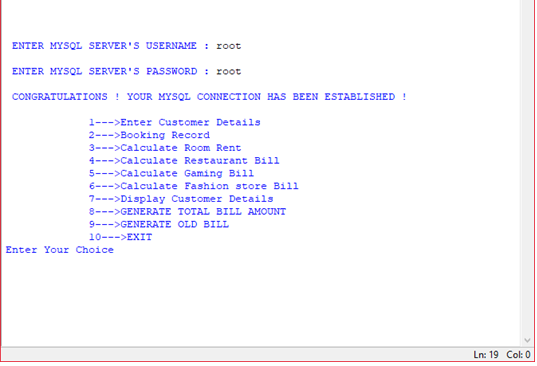 ENTER MYSQL SERVER'S USERNAME : root
ENTER MYSQL SERVER'S PASSWORD : root
CONGRATULATIONS ! YOUR MYSQL CONNECTION HAS BEEN ESTABLISHED !
1--->Enter Customer Details
2--->Booking Record
3--->Calculate Room Rent
4--->Calculate Restaurant Bill
5--->Calculate Gaming Bill
6--->Calculate Fashion store Bill
7--->Display Customer Details
8--->GENERATE TOTAL BILL AMOUNT
9--->GENERATE OLD BILL
10--->EXIT
Enter Your Choice
Ln: 19 Col: 0